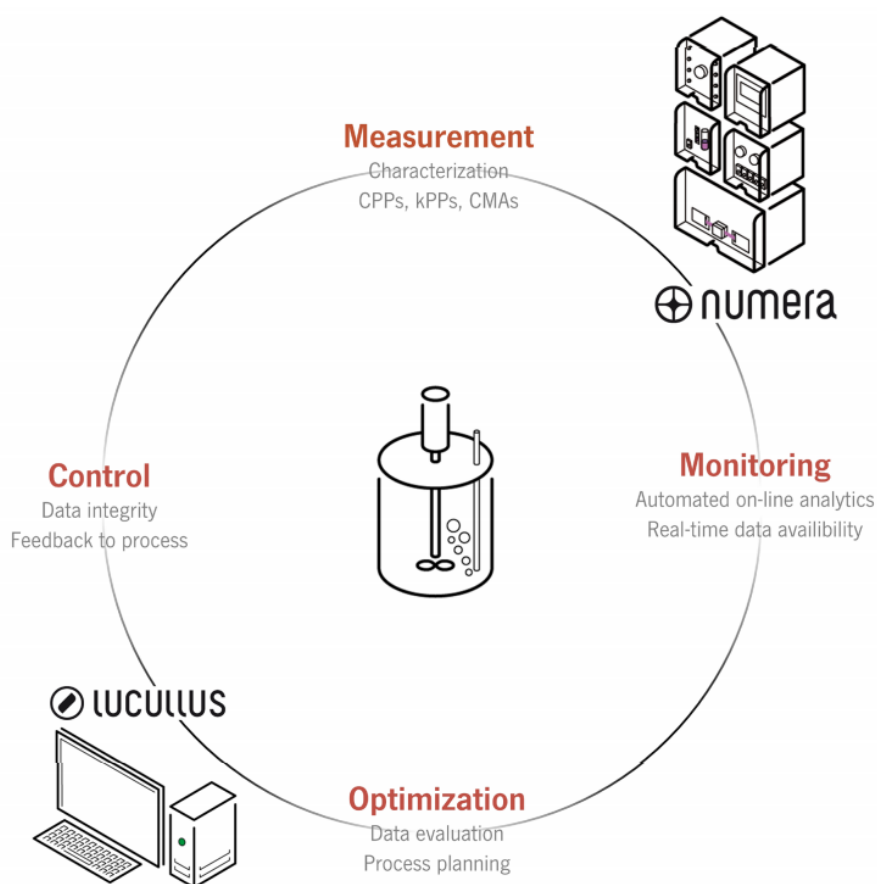 Measurement
Characterization
CPPs, kPPs, CMAs
numera
Control
Data integrity
Feedback to process
Monitoring
Automated on-line analytics
Real-time data availibility
LUCULLUS
Optimization
Data evaluation
Process planning